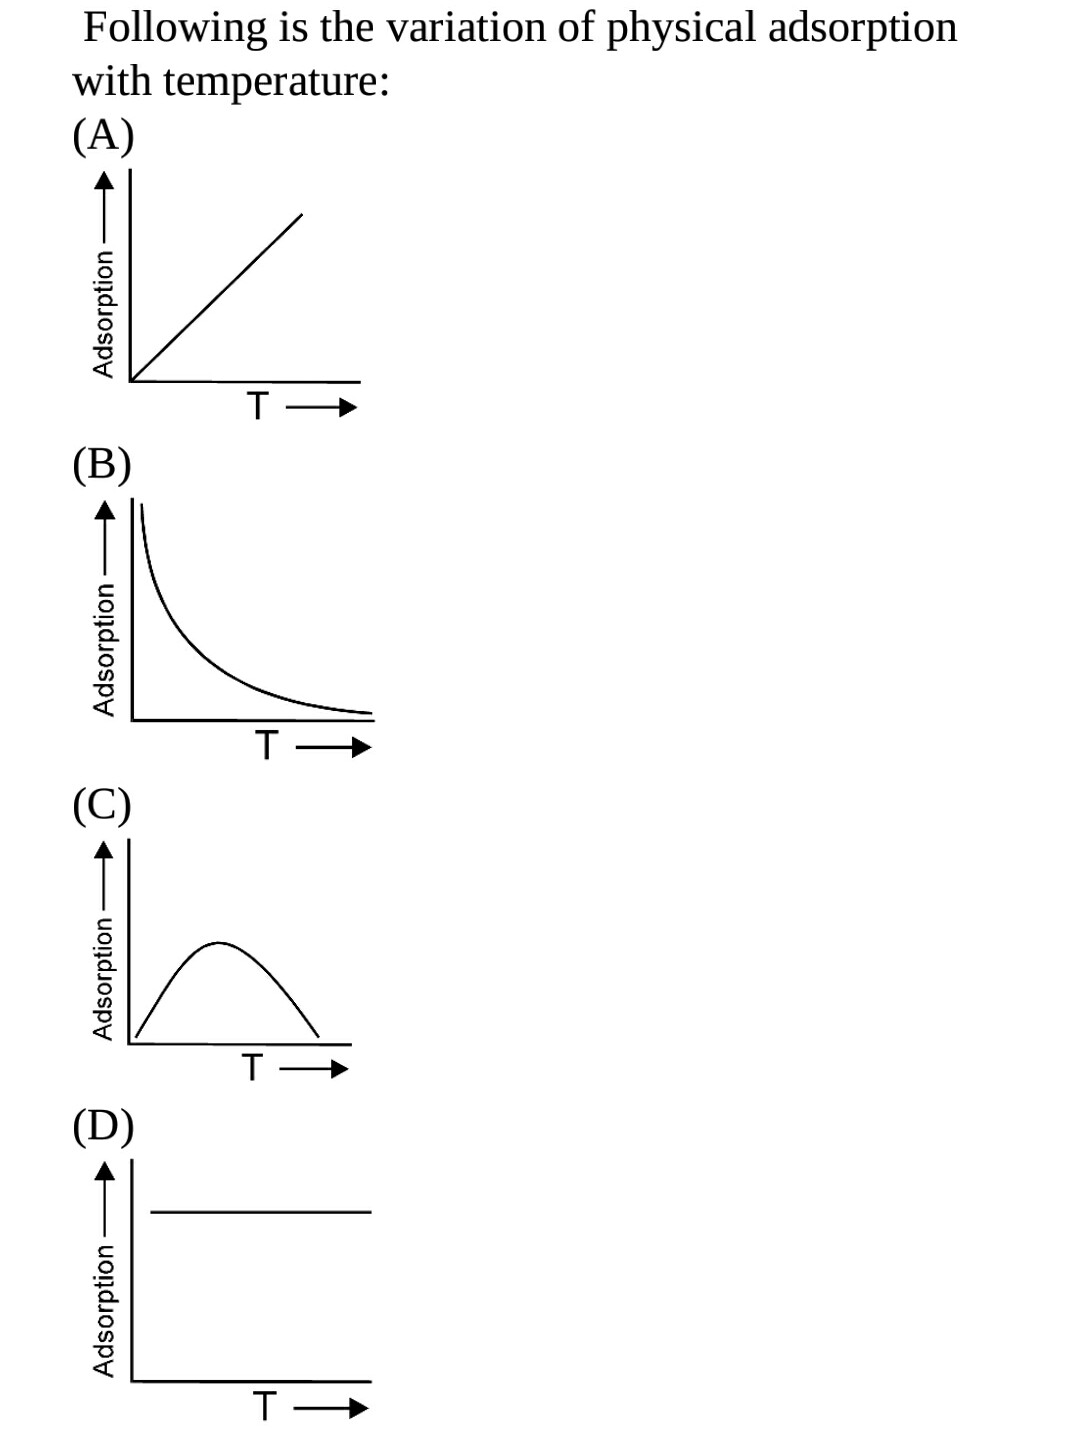 Following is the variation of physical adsorption
with temperature:
(A)
Adsorption
T
(B)
Adsorption
T
(C)
Adsorption
T
(D)
Adsorption
T